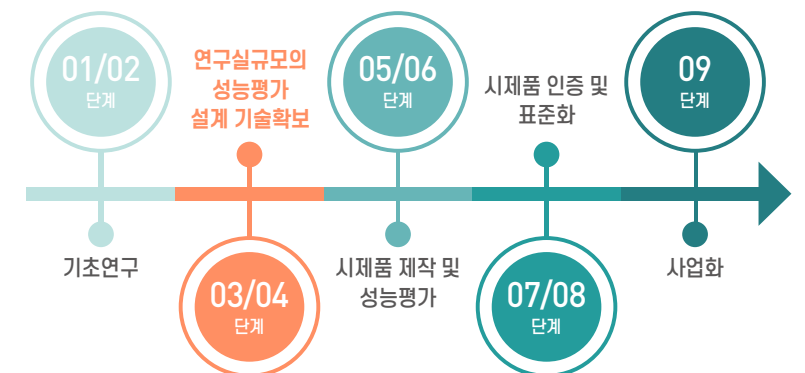 01/02
단계
기초연구
연구실규모의
성능평가
설계 기술확보
03/04
단계
05/06
단계
시제품 제작 및
성능평가
시제품 인증 및
표준화
07/08
단계
09
단계
사업화